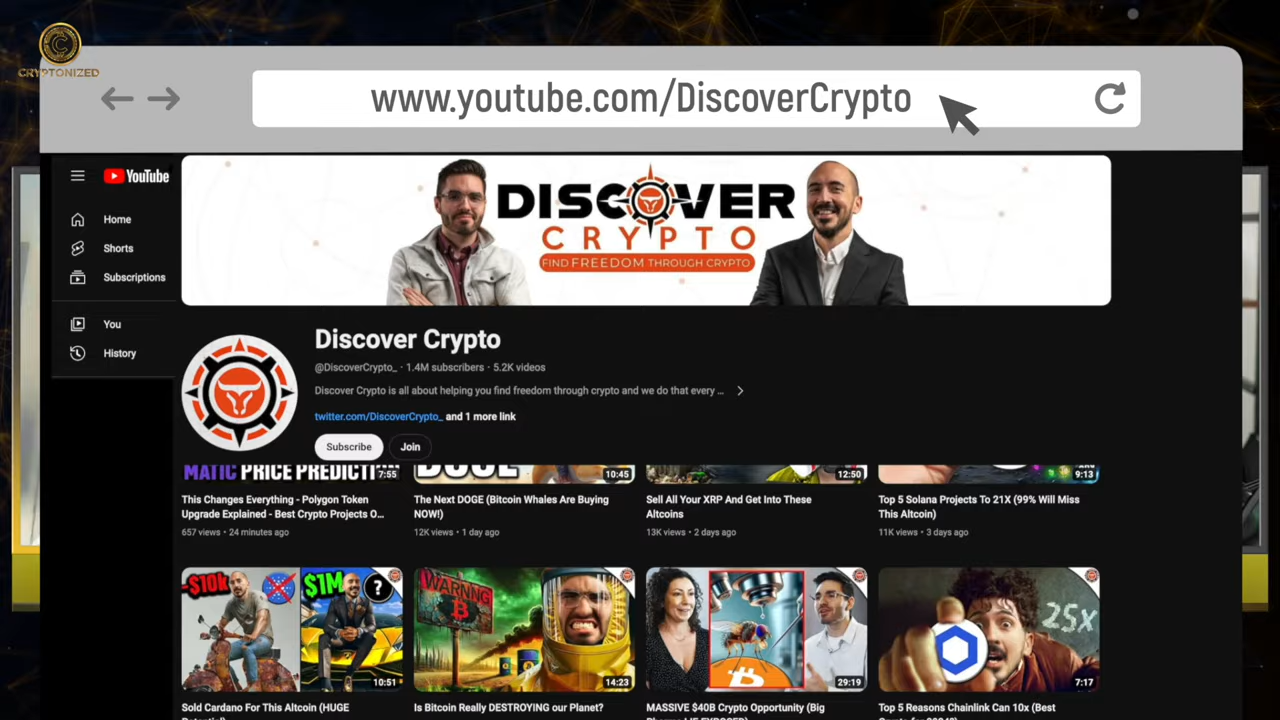 CRYPTONIZED
www.youtube.com/DiscoverCrypto
YouTube
Home
Shorts
Subscriptions
You
History
DISCOVER
CRYPTO
FIND FREEDOM THROUGH CRYPTO
Discover Crypto
@DiscoverCrypto_ · 1.4M subscribers · 5.2K videos
Discover Crypto is all about helping you find freedom through crypto and we do that every ...
twitter.com/DiscoverCrypto_ and 1 more link
Subscribe Join
MATIC PRICE PREDICTI
7:55
10:45
12:50
9:13
This Changes Everything - Polygon Token
Upgrade Explained - Best Crypto Projects O...
657 views · 24 minutes ago
The Next DOGE (Bitcoin Whales Are Buying
NOW!)
12K views · 1 day ago
Sell All Your XRP And Get Into These
Altcoins
13K views · 2 days ago
Top 5 Solana Projects To 21X (99% Will Miss
This Altcoin)
11K views · 3 days ago
-$10k
$1M
?
10:51
WARNNG
14:23
29:19
25X
7:17
Sold Cardano For This Altcoin (HUGE
Is Bitcoin Really DESTROYING our Planet?
MASSIVE $40B Crypto Opportunity (Big
Top 5 Reasons Chainlink Can 10x (Best